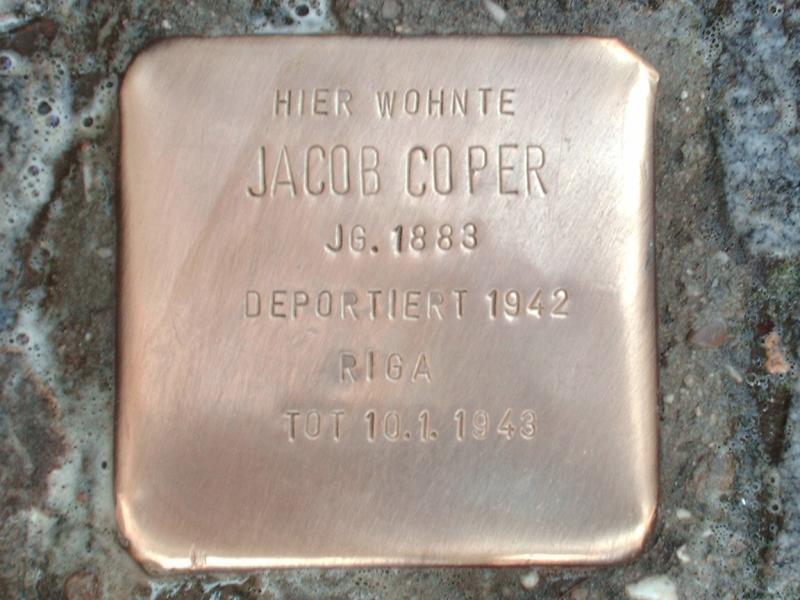 HIER WOHNTE
JACOB COPER
JG. 1883
DEPORTIERT 1942
RIGA
TOT 10.1.1943